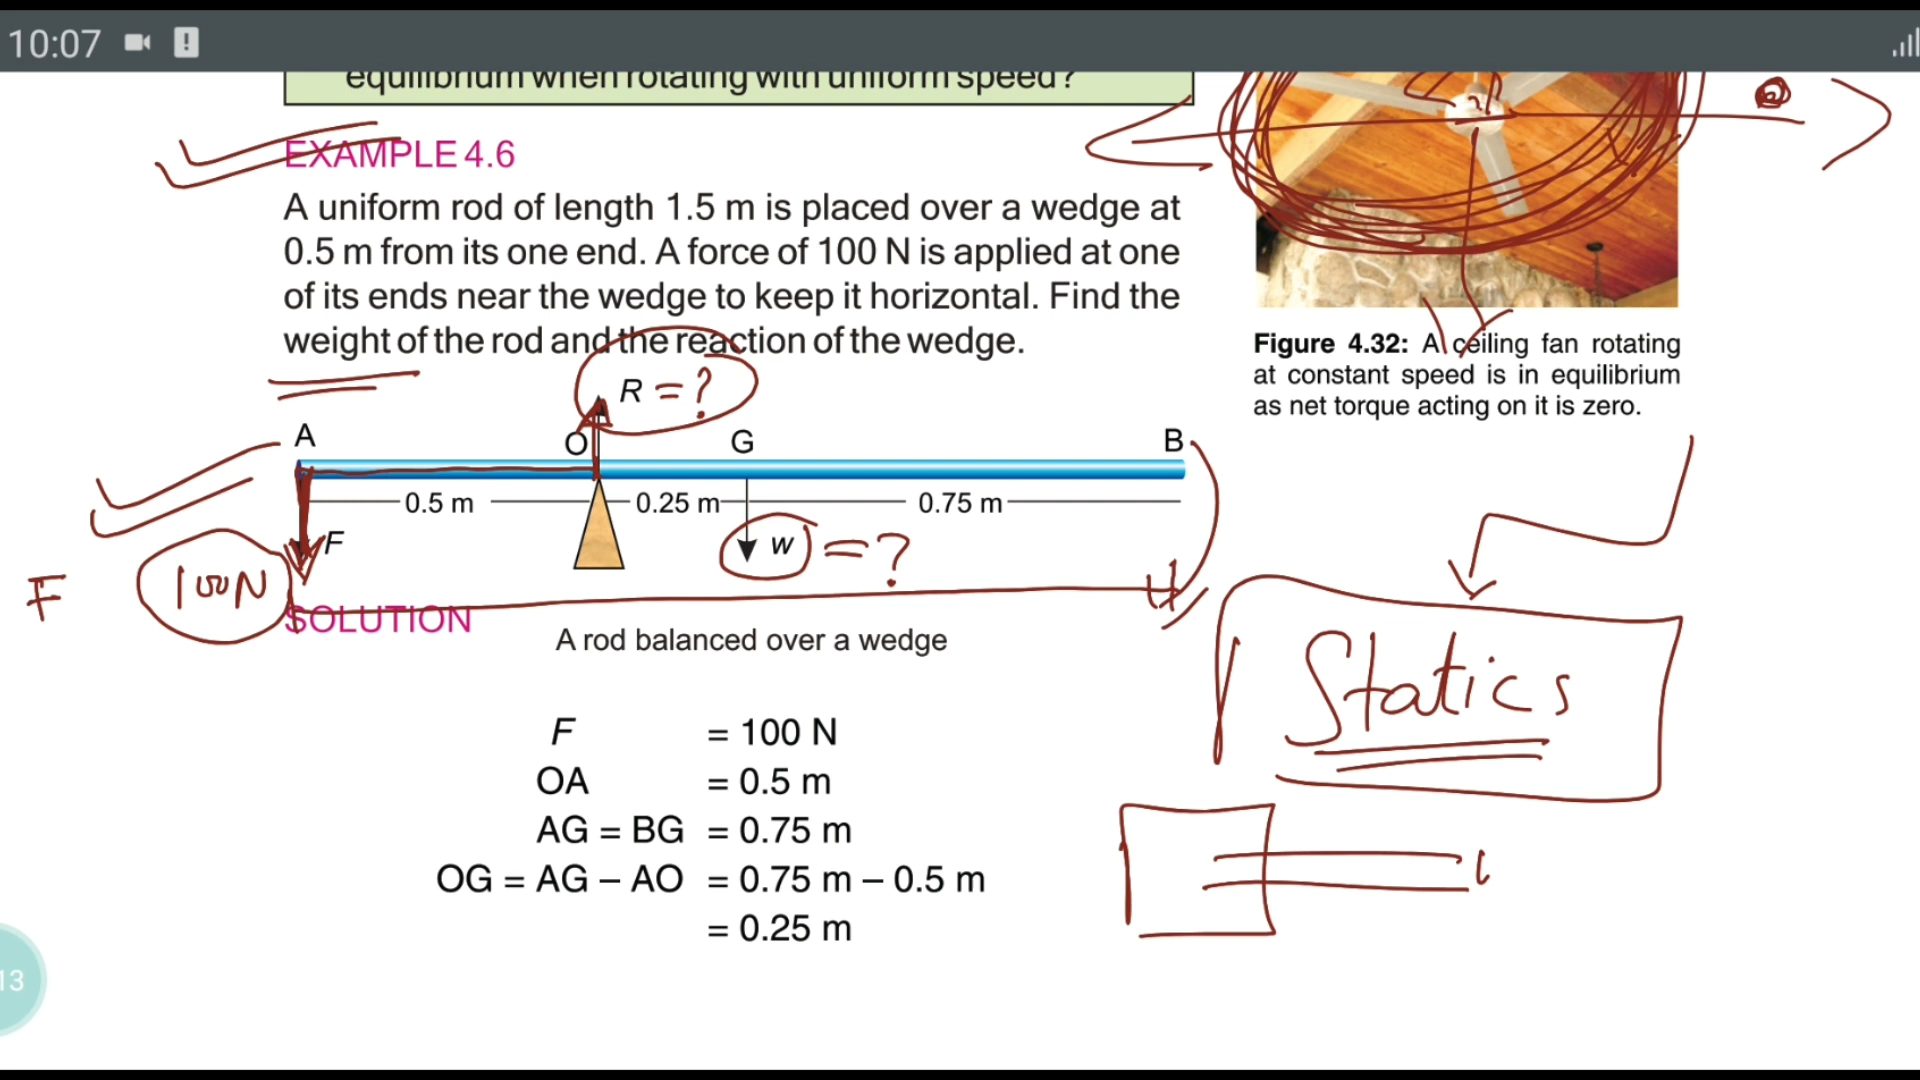 10:07
equilibrium when rotating with uniform speed?
EXAMPLE 4.6
A uniform rod of length 1.5 m is placed over a wedge at
0.5 m from its one end. A force of 100 N is applied at one
of its ends near the wedge to keep it horizontal. Find the
weight of the rod and the reaction of the wedge.
Figure 4.32: A ceiling fan rotating
at constant speed is in equilibrium
as net torque acting on it is zero.
R = ?
A O G B
0.5 m 0.25 m 0.75 m
F w = ?
F 100N
SOLUTION
A rod balanced over a wedge
Statics
F = 100 N
OA = 0.5 m
AG = BG = 0.75 m
OG = AG – AO = 0.75 m – 0.5 m
= 0.25 m
13